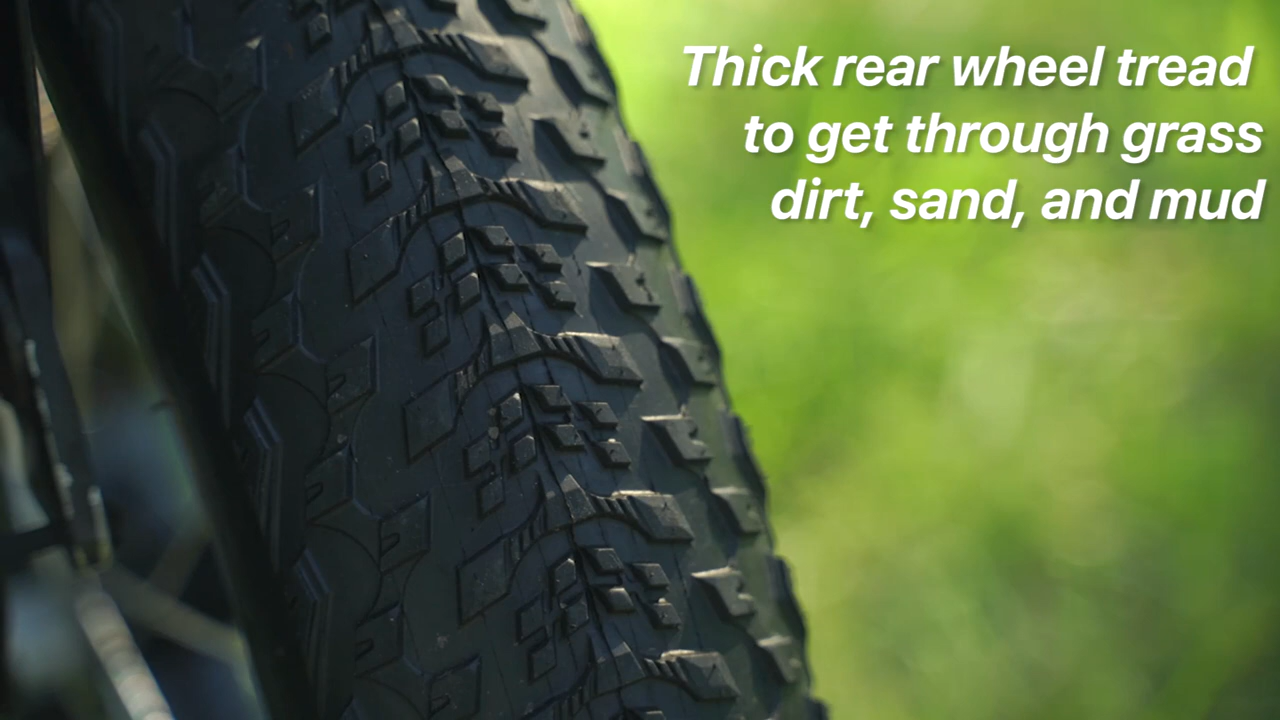 Thick rear wheel tread
to get through grass
dirt, sand, and mud